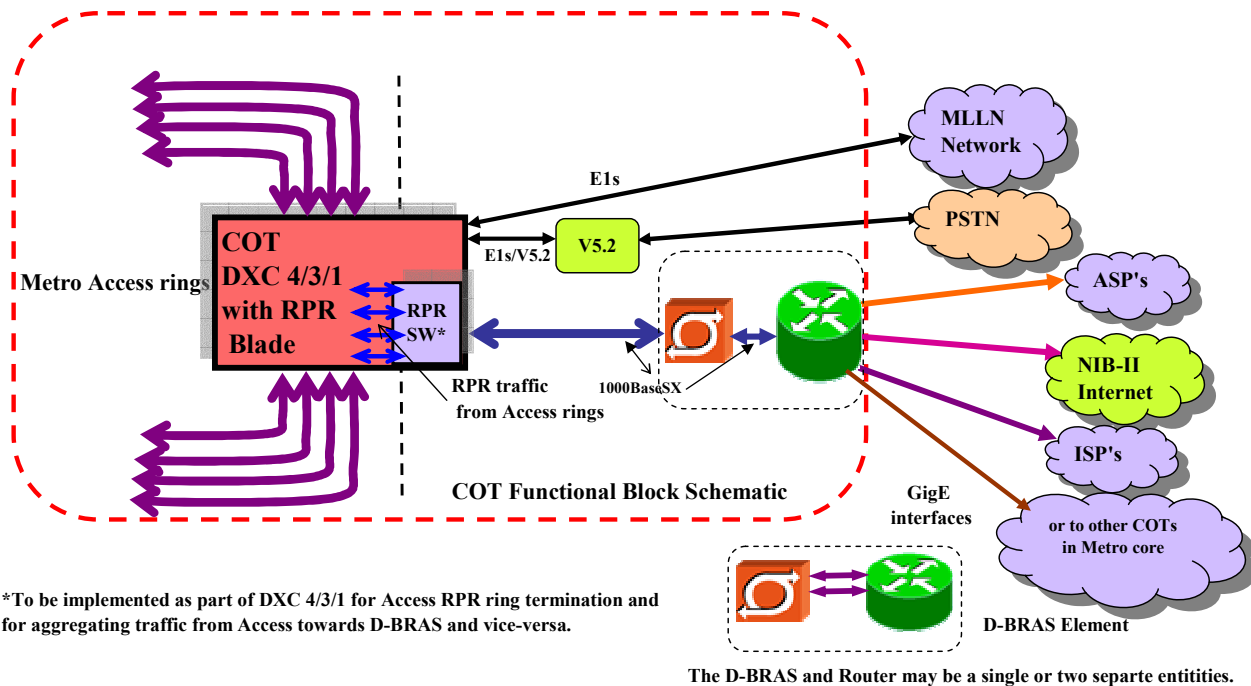 MLLN
Network
E1s
PSTN
COT
DXC 4/3/1
with RPR
Blade
V5.2
E1s/V5.2
Metro Access rings
RPR
SW*
ASP's
RPR traffic
from Access rings
1000BaseSX
NIB-II
Internet
ISP's
COT Functional Block Schematic
GigE
interfaces
or to other COTs
in Metro core
*To be implemented as part of DXC 4/3/1 for Access RPR ring termination and
for aggregating traffic from Access towards D-BRAS and vice-versa.
D-BRAS Element
The D-BRAS and Router may be a single or two separte entitities.